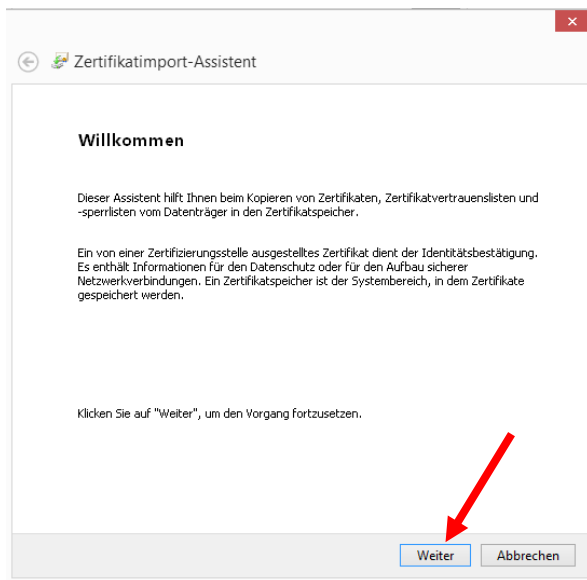 Zertifikatimport-Assistent
Willkommen
Dieser Assistent hilft Ihnen beim Kopieren von Zertifikaten, Zertifikatvertrauenslisten und
-sperrlisten vom Datenträger in den Zertifikatspeicher.
Ein von einer Zertifizierungsstelle ausgestelltes Zertifikat dient der Identitätsbestätigung.
Es enthält Informationen für den Datenschutz oder für den Aufbau sicherer
Netzwerkverbindungen. Ein Zertifikatspeicher ist der Systembereich, in dem Zertifikate
gespeichert werden.
Klicken Sie auf "Weiter", um den Vorgang fortzusetzen.
Weiter Abbrechen